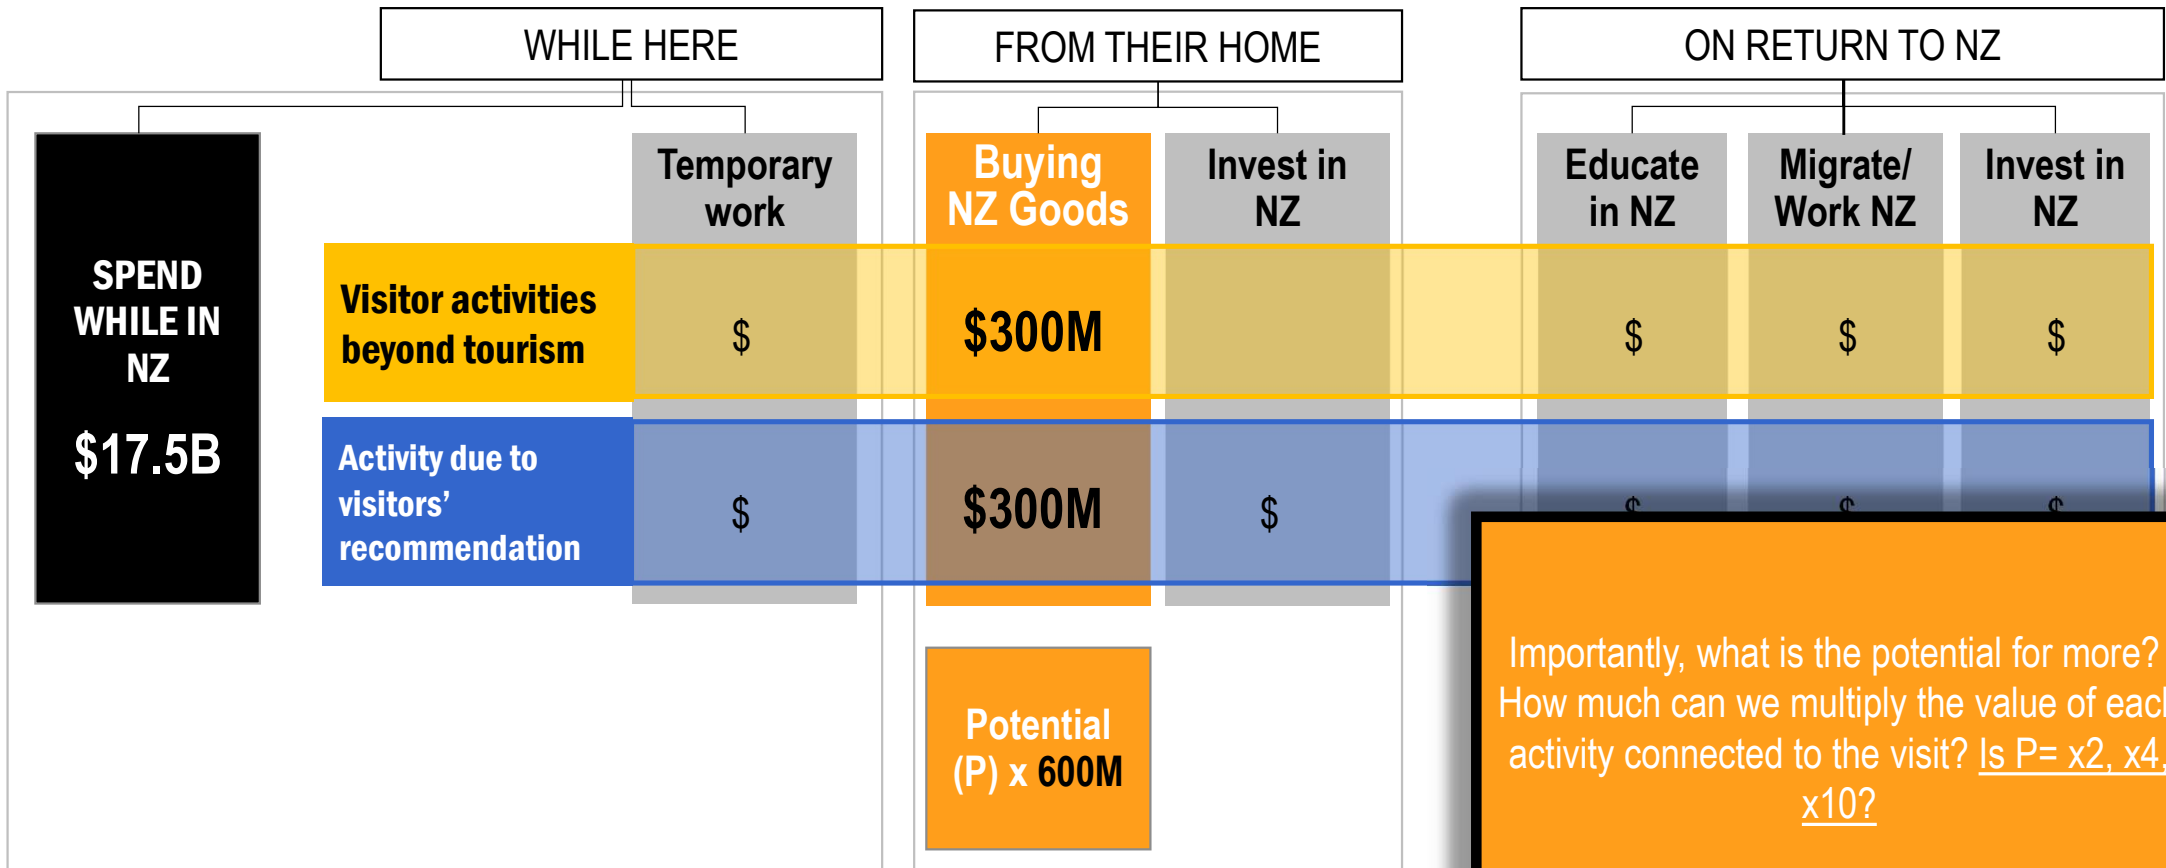 WHILE HERE
FROM THEIR HOME
ON RETURN TO NZ
SPEND
WHILE IN
NZ
$17.5B
Temporary
work
Buying
NZ Goods
Invest in
NZ
Educate
in NZ
Migrate/
Work NZ
Invest in
NZ
Visitor activities
beyond tourism
$
$300M
$
$
$
Activity due to
visitors’
recommendation
$
$300M
$
$
$
$
Potential
(P) x 600M
Importantly, what is the potential for more?
How much can we multiply the value of each
activity connected to the visit? Is P= x2, x4,
x10?